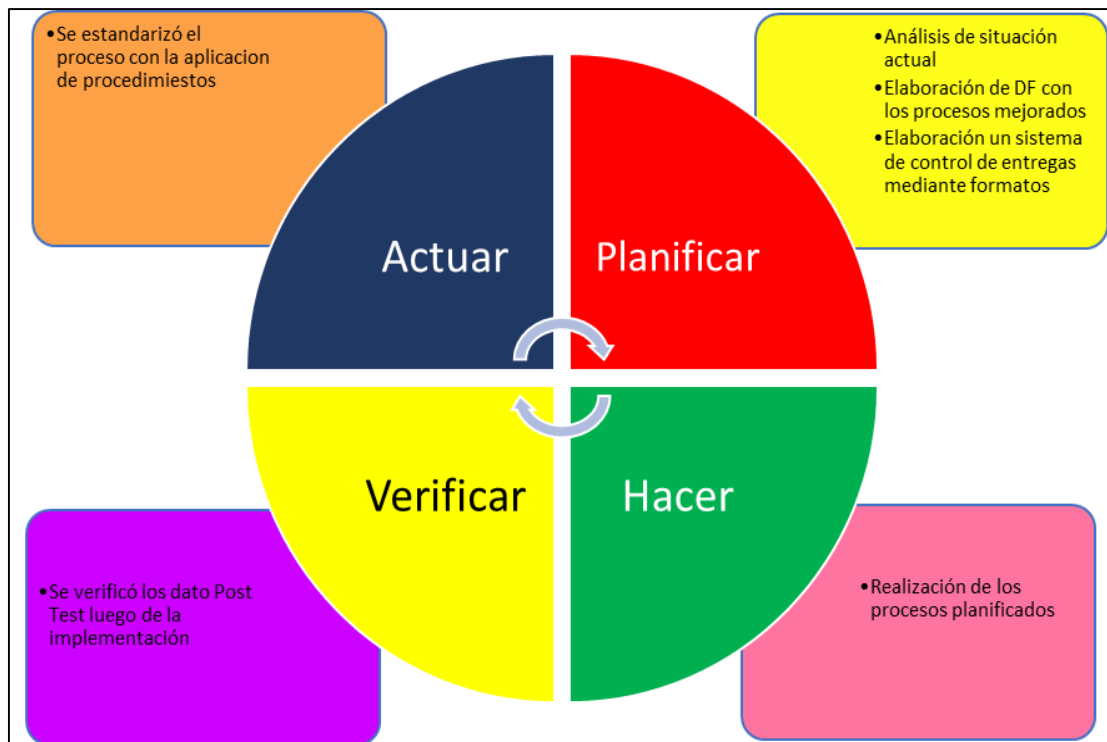 •Se estandarizó el
proceso con la aplicacion
de procedimiestos
•Análisis de situación
actual
•Elaboración de DF con
los procesos mejorados
•Elaboración un sistema
de control de entregas
mediante formatos
Actuar
Planificar
Verificar
Hacer
•Se verificó los dato Post
Test luego de la
implementación
•Realización de los
procesos planificados